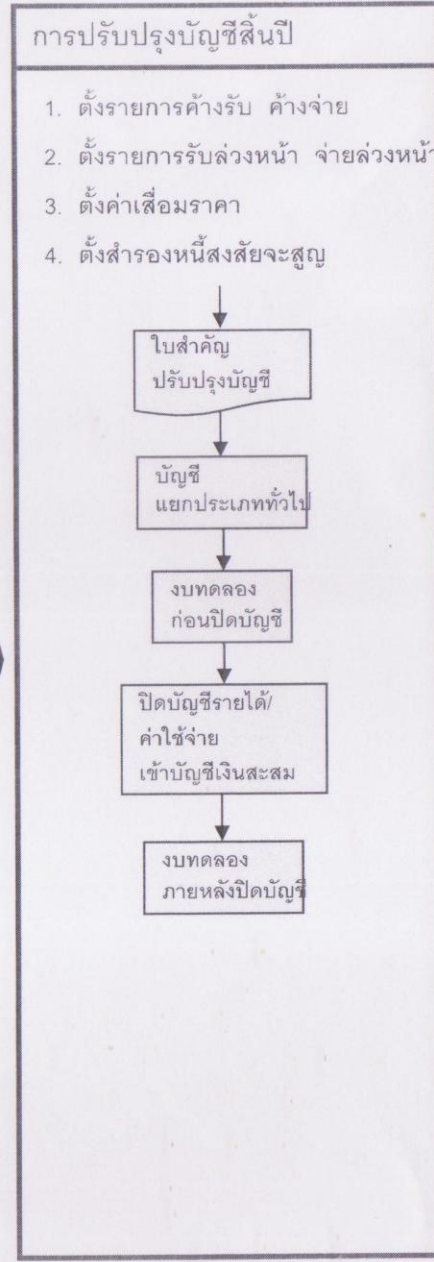 การปรับปรุงบัญชีสิ้นปี
1. ตั้งรายการค้างรับ ค้างจ่าย
2. ตั้งรายการรับล่วงหน้า จ่ายล่วงหน้า
3. ตั้งค่าเสื่อมราคา
4. ตั้งสำรองหนี้สงสัยจะสูญ
ใบสำคัญ
ปรับปรุงบัญชี
บัญชี
แยกประเภททั่วไป
งบทดลอง
ก่อนปิดบัญชี
ปิดบัญชีรายได้/
ค่าใช้จ่าย
เข้าบัญชีเงินสะสม
งบทดลอง
ภายหลังปิดบัญชี